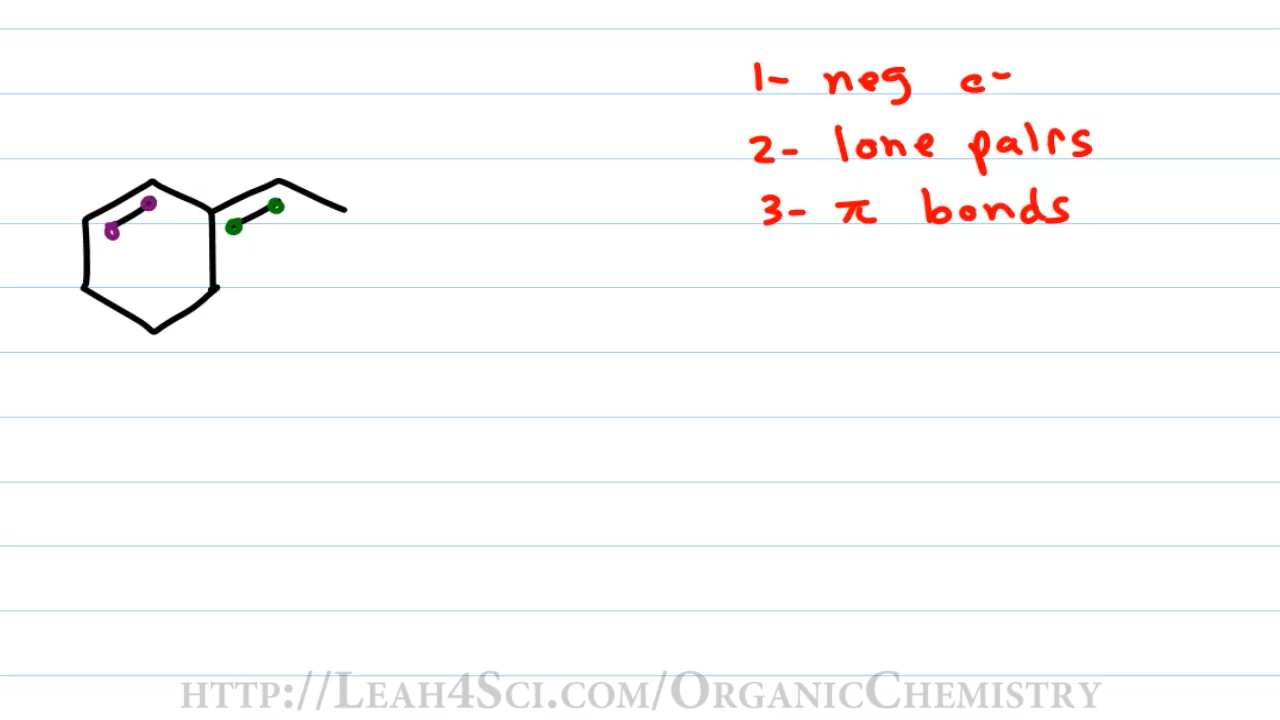 1- neg e-
2- lone pairs
3- π bonds
HTTP://LEAH4SCI.COM/ORGANICCHEMISTRY